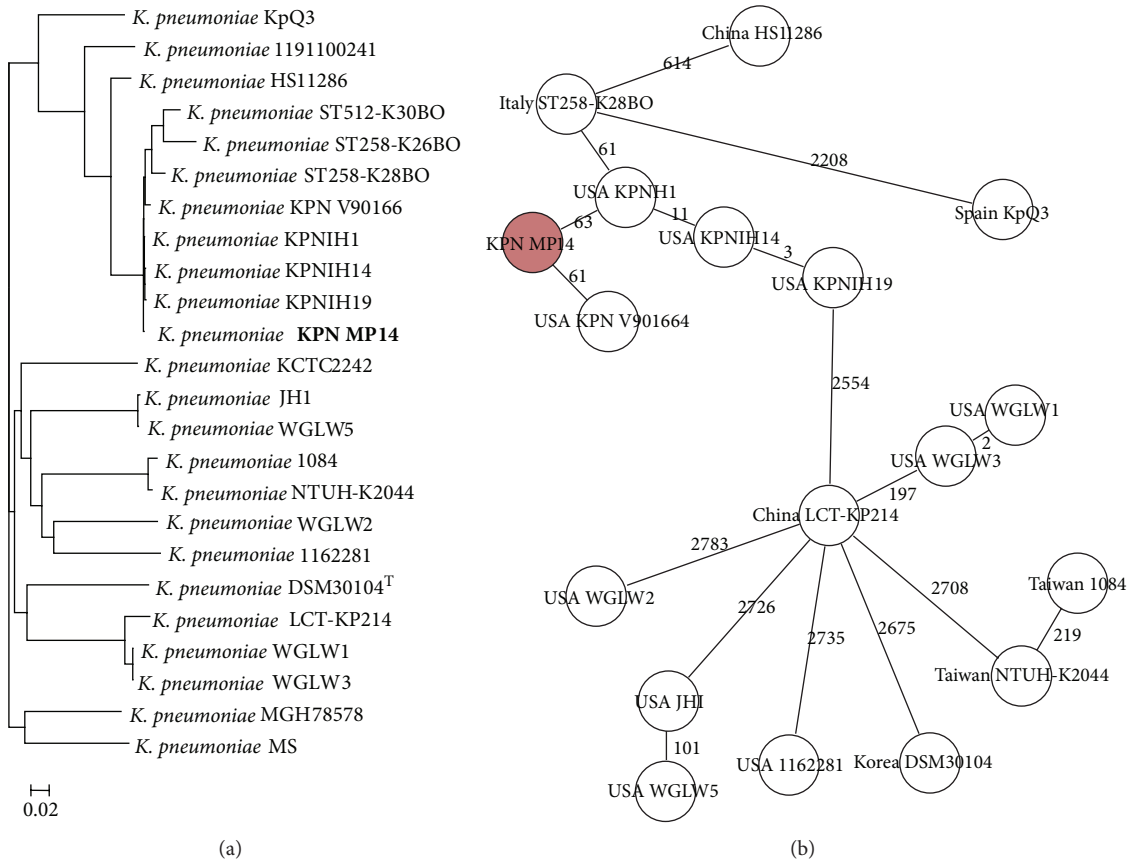 K. pneumoniae KpQ3
K. pneumoniae 1191100241
K. pneumoniae HS11286
K. pneumoniae ST512-K30BO
K. pneumoniae ST258-K26BO
K. pneumoniae ST258-K28BO
K. pneumoniae KPN V90166
K. pneumoniae KPNIH1
K. pneumoniae KPNIH14
K. pneumoniae KPNIH19
K. pneumoniae KPN MP14
K. pneumoniae KCTC2242
K. pneumoniae JH1
K. pneumoniae WGLW5
K. pneumoniae 1084
K. pneumoniae NTUH-K2044
K. pneumoniae WGLW2
K. pneumoniae 1162281
K. pneumoniae DSM30104ᵀ
K. pneumoniae LCT-KP214
K. pneumoniae WGLW1
K. pneumoniae WGLW3
K. pneumoniae MGH78578
K. pneumoniae MS
0.02
(a)
China HS11286
614
Italy ST258-K28BO
61
2208
USA KPNH1
Spain KpQ3
63
11
KPN MP14
USA KPNIH14
3
61
USA KPNIH19
USA KPN V901664
2554
USA WGLW1
2
USA WGLW3
197
China LCT-KP214
2783
USA WGLW2
2726
2735
2675
2708
Taiwan 1084
219
Taiwan NTUH-K2044
USA JHI
101
USA WGLW5
USA 1162281
Korea DSM30104
(b)